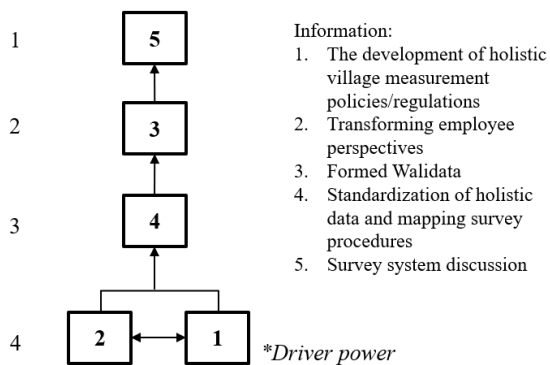 1
5
2
3
3
4
4
2
1
*Driver power
Information:
1. The development of holistic
village measurement
policies/regulations
2. Transforming employee
perspectives
3. Formed Walidata
4. Standardization of holistic
data and mapping survey
procedures
5. Survey system discussion